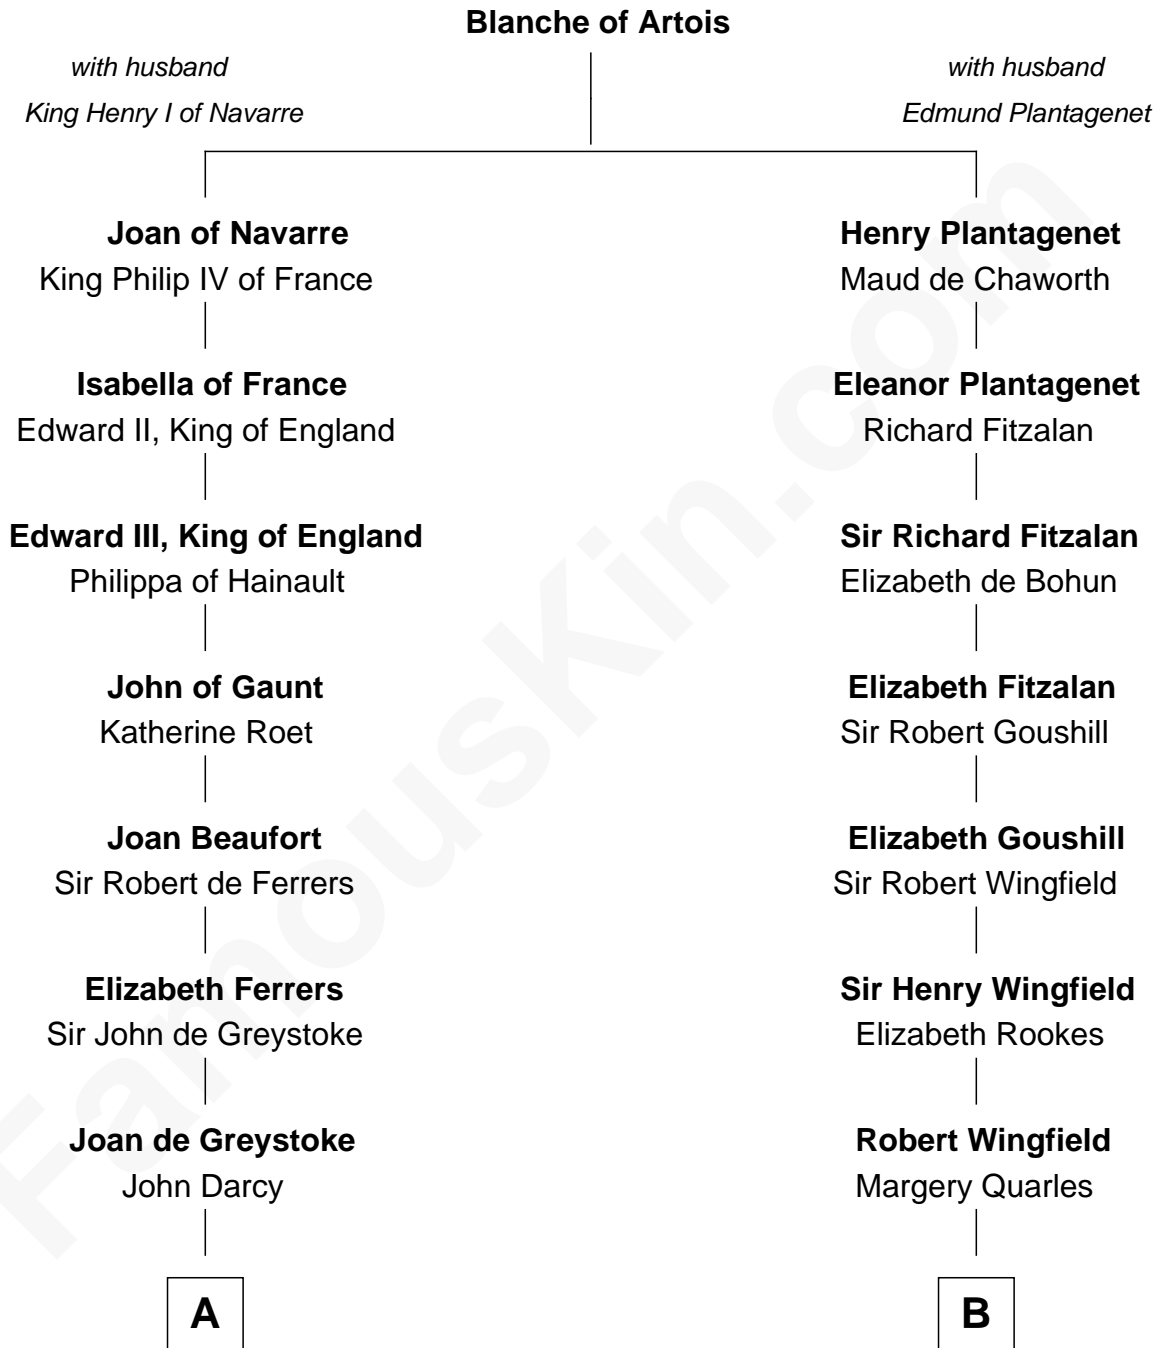 Blanche of Artois
with husband
King Henry I of Navarre
with husband
Edmund Plantagenet
Joan of Navarre
King Philip IV of France
Henry Plantagenet
Maud de Chaworth
Isabella of France
Edward II, King of England
Eleanor Plantagenet
Richard Fitzalan
Edward III, King of England
Philippa of Hainault
Sir Richard Fitzalan
Elizabeth de Bohun
John of Gaunt
Katherine Roet
Elizabeth Fitzalan
Sir Robert Goushill
Joan Beaufort
Sir Robert de Ferrers
Elizabeth Goushill
Sir Robert Wingfield
Elizabeth Ferrers
Sir John de Greystoke
Sir Henry Wingfield
Elizabeth Rookes
Joan de Greystoke
John Darcy
Robert Wingfield
Margery Quarles
A
B
FamousKin.com